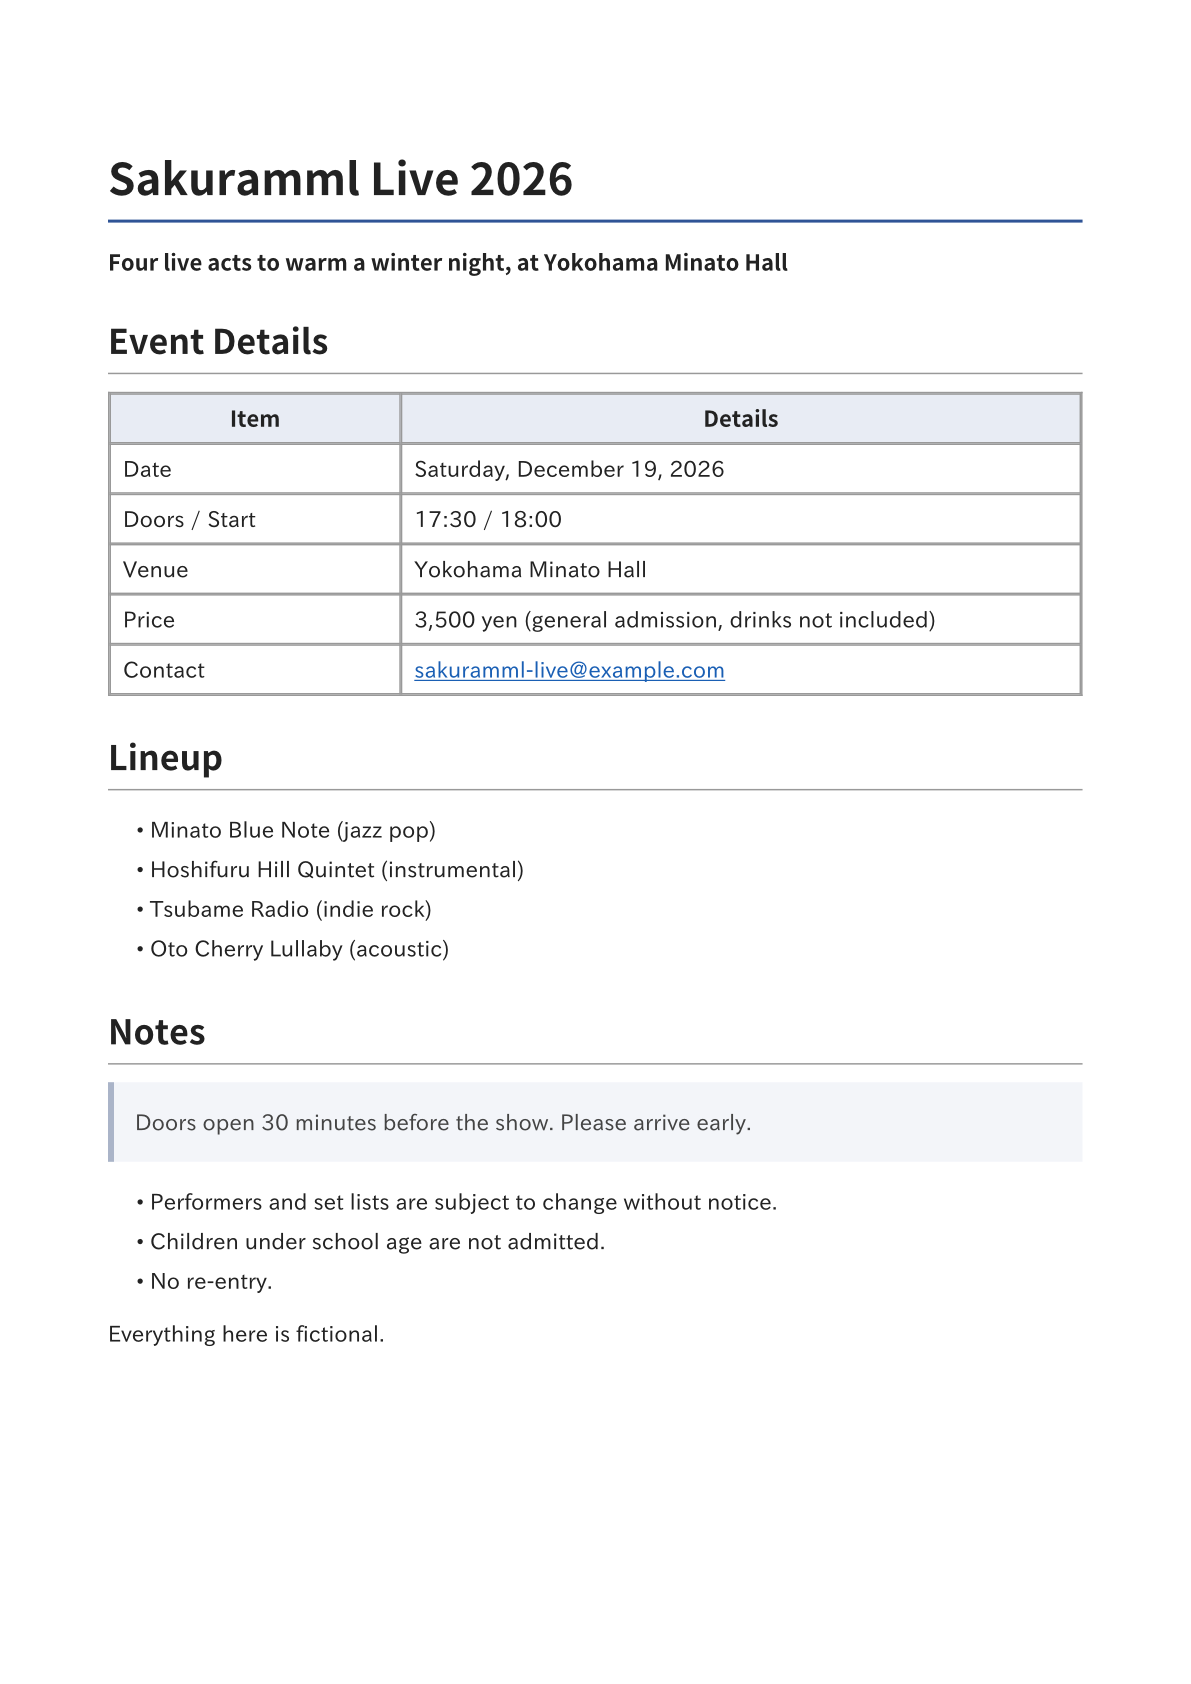 Sakuramml Live 2026
Four live acts to warm a winter night, at Yokohama Minato Hall
Event Details
Item Details
Date Saturday, December 19, 2026
Doors / Start 17:30 / 18:00
Venue Yokohama Minato Hall
Price 3,500 yen (general admission, drinks not included)
Contact sakuramml-live@example.com
Lineup
• Minato Blue Note (jazz pop)
• Hoshifuru Hill Quintet (instrumental)
• Tsubame Radio (indie rock)
• Oto Cherry Lullaby (acoustic)
Notes
Doors open 30 minutes before the show. Please arrive early.
• Performers and set lists are subject to change without notice.
• Children under school age are not admitted.
• No re-entry.
Everything here is fictional.